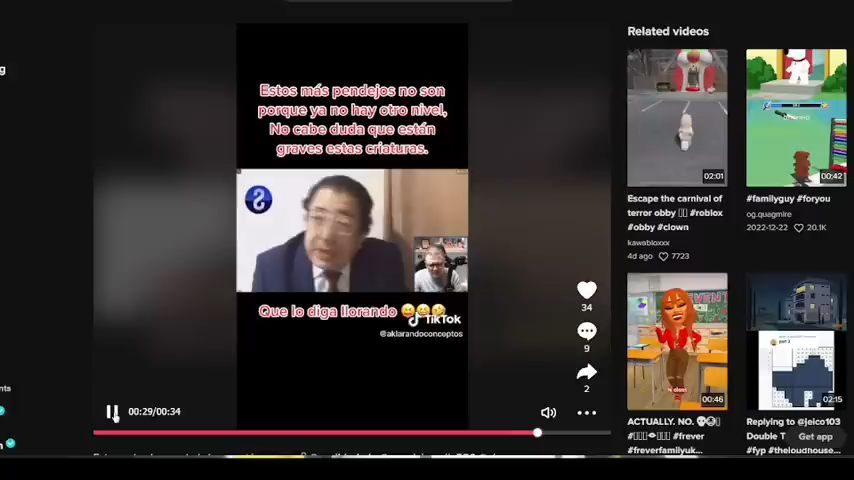 Related videos
g
Estos más pendejos no son
porque ya no hay otro nivel,
No cabe duda que están
graves estas criaturas.
Que lo diga llorando
TikTok
@aklarandoconceptos
34
9
2
00:29/00:34
02:01
Escape the carnival of
terror obby #roblox
#obby #clown
kawabloxxx
4d ago 7723
00:42
#familyguy #foryou
og.quagmire
2022-12-22 20.1K
00:46
ACTUALLY. NO.
#frever
#freverfamilyuk...
02:15
Replying to @jeico103
Double T
Get app
#fyp #theloudhouse...
nts